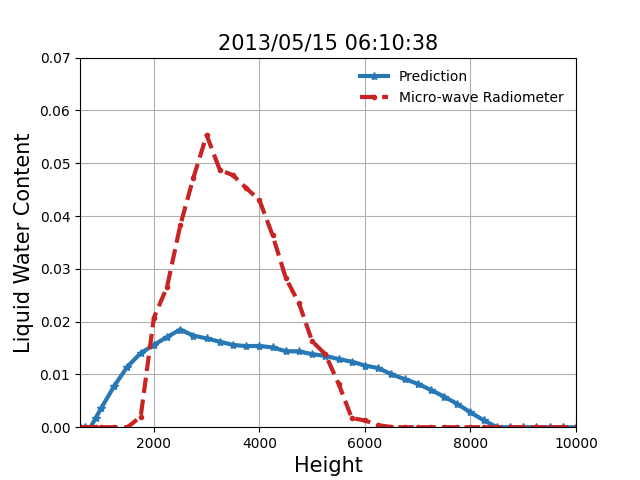 2013/05/15 06:10:38
Prediction
Micro-wave Radiometer
Liquid Water Content
0.07
0.06
0.05
0.04
0.03
0.02
0.01
0.00
2000 4000 6000 8000 10000
Height